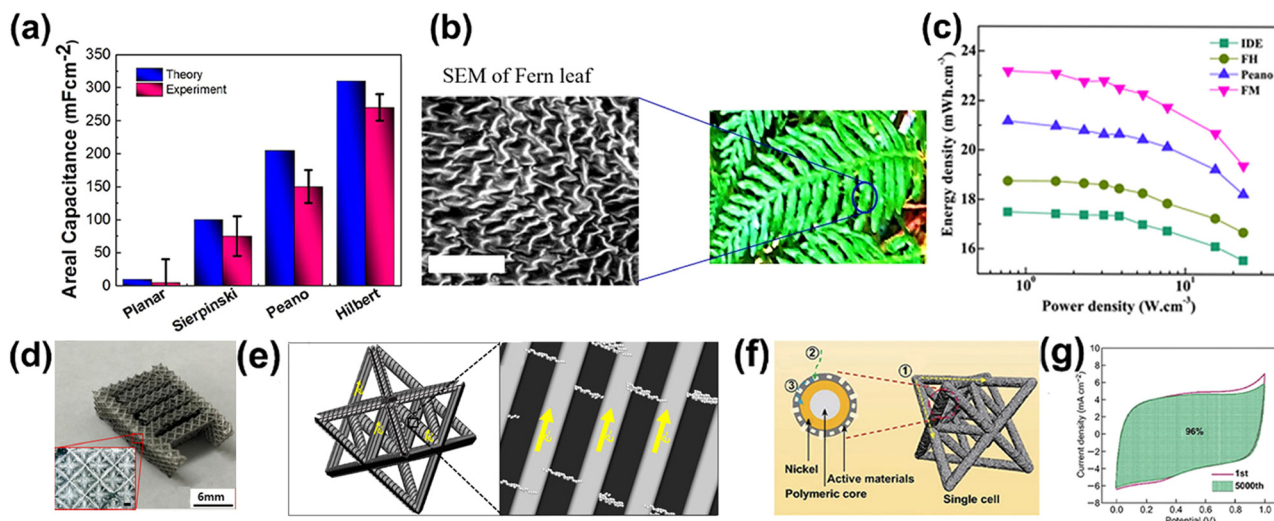 (a)
Areal Capacitance (mFcm-2)
350
300
250
200
150
100
50
0
Theory
Experiment
Planar
Sierpinski
Peano
Hilbert
(b)
SEM of Fern leaf
(c)
Energy density (mWh.cm-3)
24
22
20
18
16
IDE
FH
Peano
FM
10⁰
10¹
Power density (W.cm-3)
(d)
6mm
(e)
(f)
②
③
①
Nickel
Active materials
Polymeric core
Single cell
(g)
Current density (mA cm-2)
8
6
4
2
0
-2
-4
-6
-8
96%
1st
5000th
0.0 0.2 0.4 0.6 0.8 1.0
Potential (V)